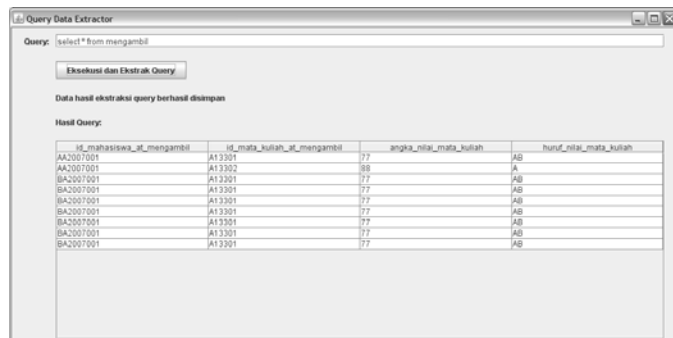 Query Data Extractor
Query: select * from mengambil
Eksekusi dan Ekstrak Query
Data hasil ekstraksi query berhasil disimpan
Hasil Query:
id_mahasiswa_at_mengambil id_mata_kuliah_at_mengambil angka_nilai_mata_kuliah huruf_nilai_mata_kuliah
AA2007001 A13301 77 AB
AA2007001 A13302 88 A
BA2007001 A13301 77 AB
BA2007001 A13301 77 AB
BA2007001 A13301 77 AB
BA2007001 A13301 77 AB
BA2007001 A13301 77 AB
BA2007001 A13301 77 AB
BA2007001 A13301 77 AB